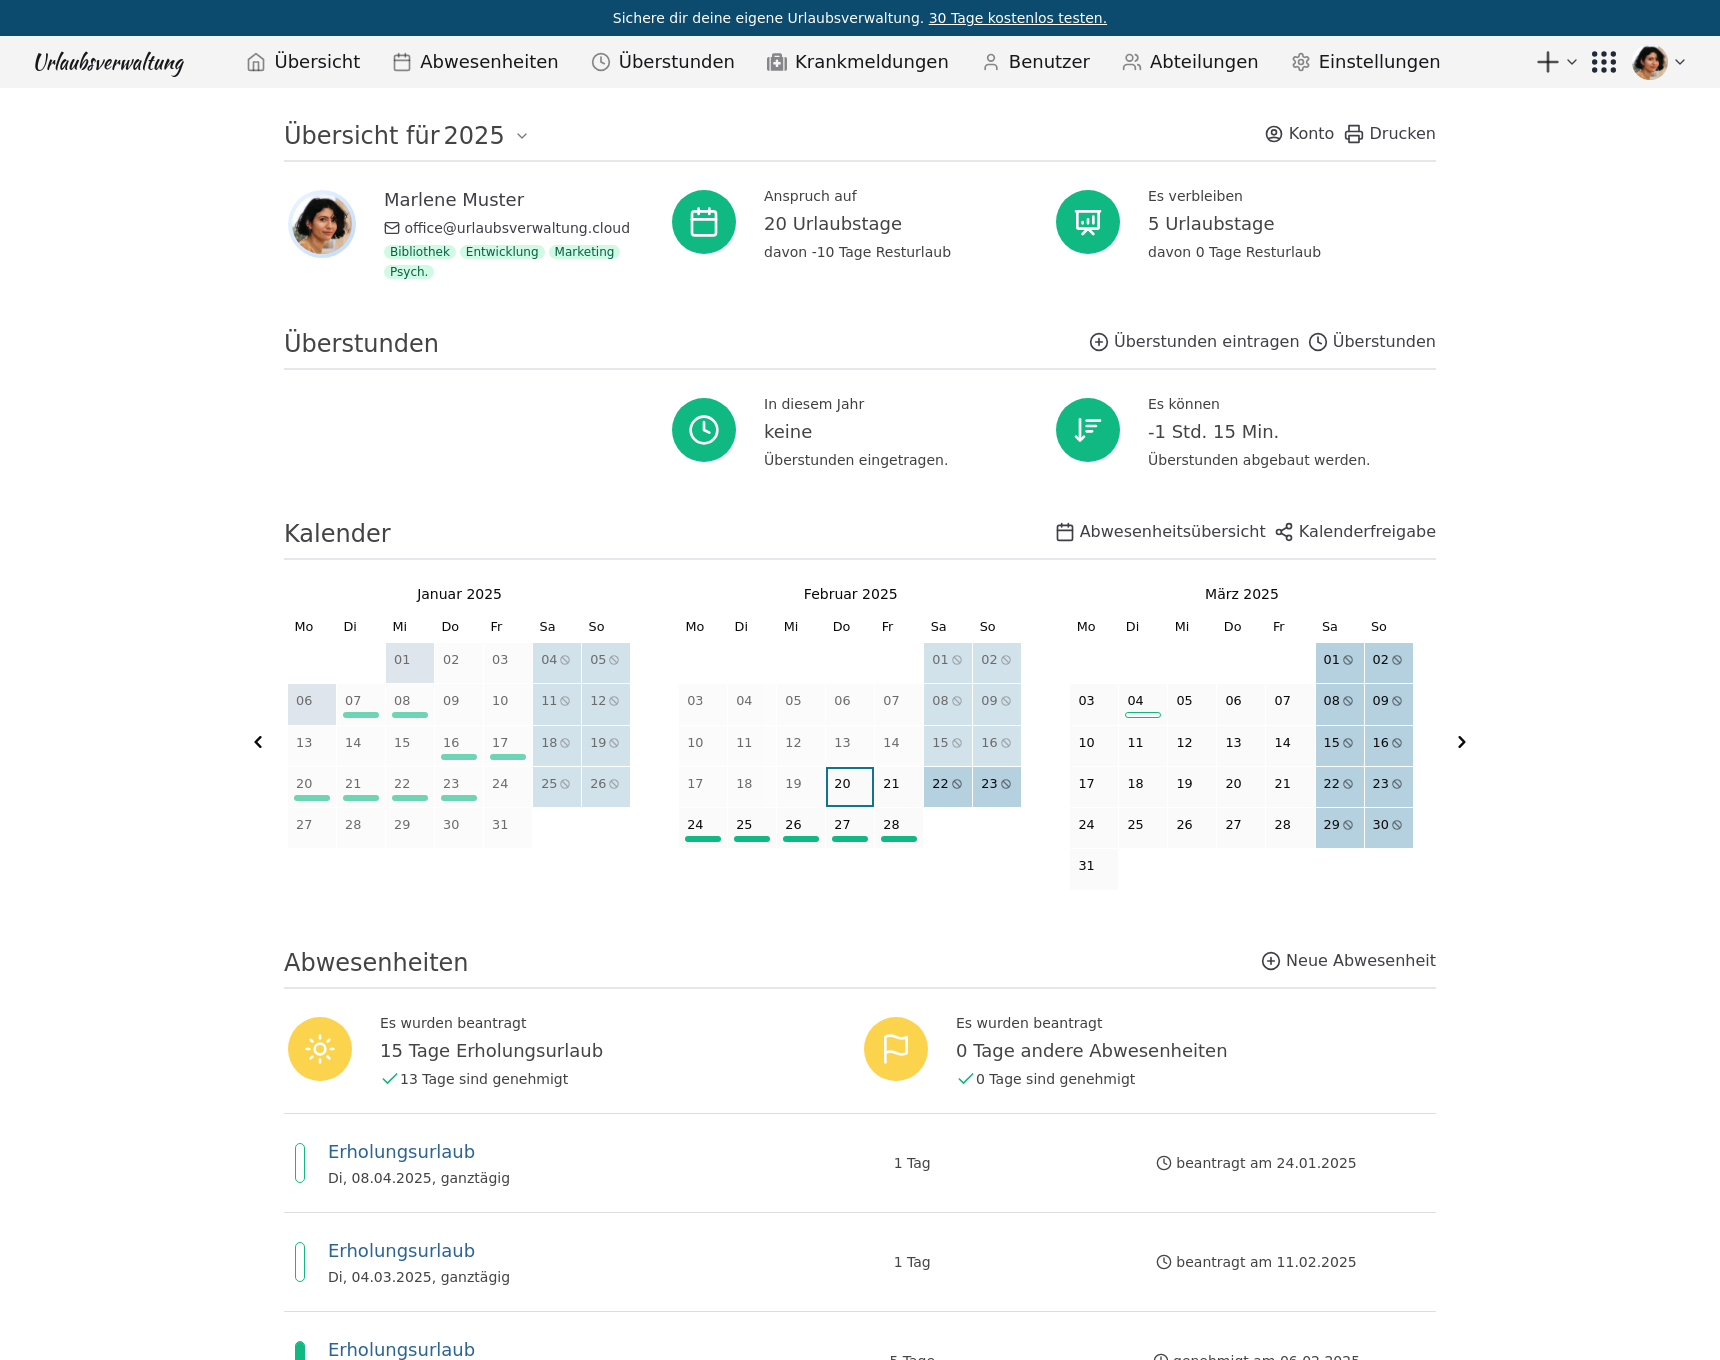 Sichere dir deine eigene Urlaubsverwaltung. 30 Tage kostenlos testen.
Urlaubsverwaltung Übersicht Abwesenheiten Überstunden Krankmeldungen Benutzer Abteilungen Einstellungen
Übersicht für 2025 Konto Drucken
Marlene Muster
office@urlaubsverwaltung.cloud
Bibliothek Entwicklung Marketing
Psych.
Anspruch auf
20 Urlaubstage
davon -10 Tage Resturlaub
Es verbleiben
5 Urlaubstage
davon 0 Tage Resturlaub
Überstunden Überstunden eintragen Überstunden
In diesem Jahr
keine
Überstunden eingetragen.
Es können
-1 Std. 15 Min.
Überstunden abgebaut werden.
Kalender Abwesenheitsübersicht Kalenderfreigabe
Januar 2025
Mo Di Mi Do Fr Sa So
01 02 03 04 05
06 07 08 09 10 11 12
13 14 15 16 17 18 19
20 21 22 23 24 25 26
27 28 29 30 31
Februar 2025
Mo Di Mi Do Fr Sa So
01 02
03 04 05 06 07 08 09
10 11 12 13 14 15 16
17 18 19 20 21 22 23
24 25 26 27 28
März 2025
Mo Di Mi Do Fr Sa So
01 02
03 04 05 06 07 08 09
10 11 12 13 14 15 16
17 18 19 20 21 22 23
24 25 26 27 28 29 30
31
Abwesenheiten Neue Abwesenheit
Es wurden beantragt
15 Tage Erholungsurlaub
13 Tage sind genehmigt
Es wurden beantragt
0 Tage andere Abwesenheiten
0 Tage sind genehmigt
Erholungsurlaub
Di, 08.04.2025, ganztägig
1 Tag
beantragt am 24.01.2025
Erholungsurlaub
Di, 04.03.2025, ganztägig
1 Tag
beantragt am 11.02.2025
Erholungsurlaub
5 Tage
genehmigt am 06.02.2025